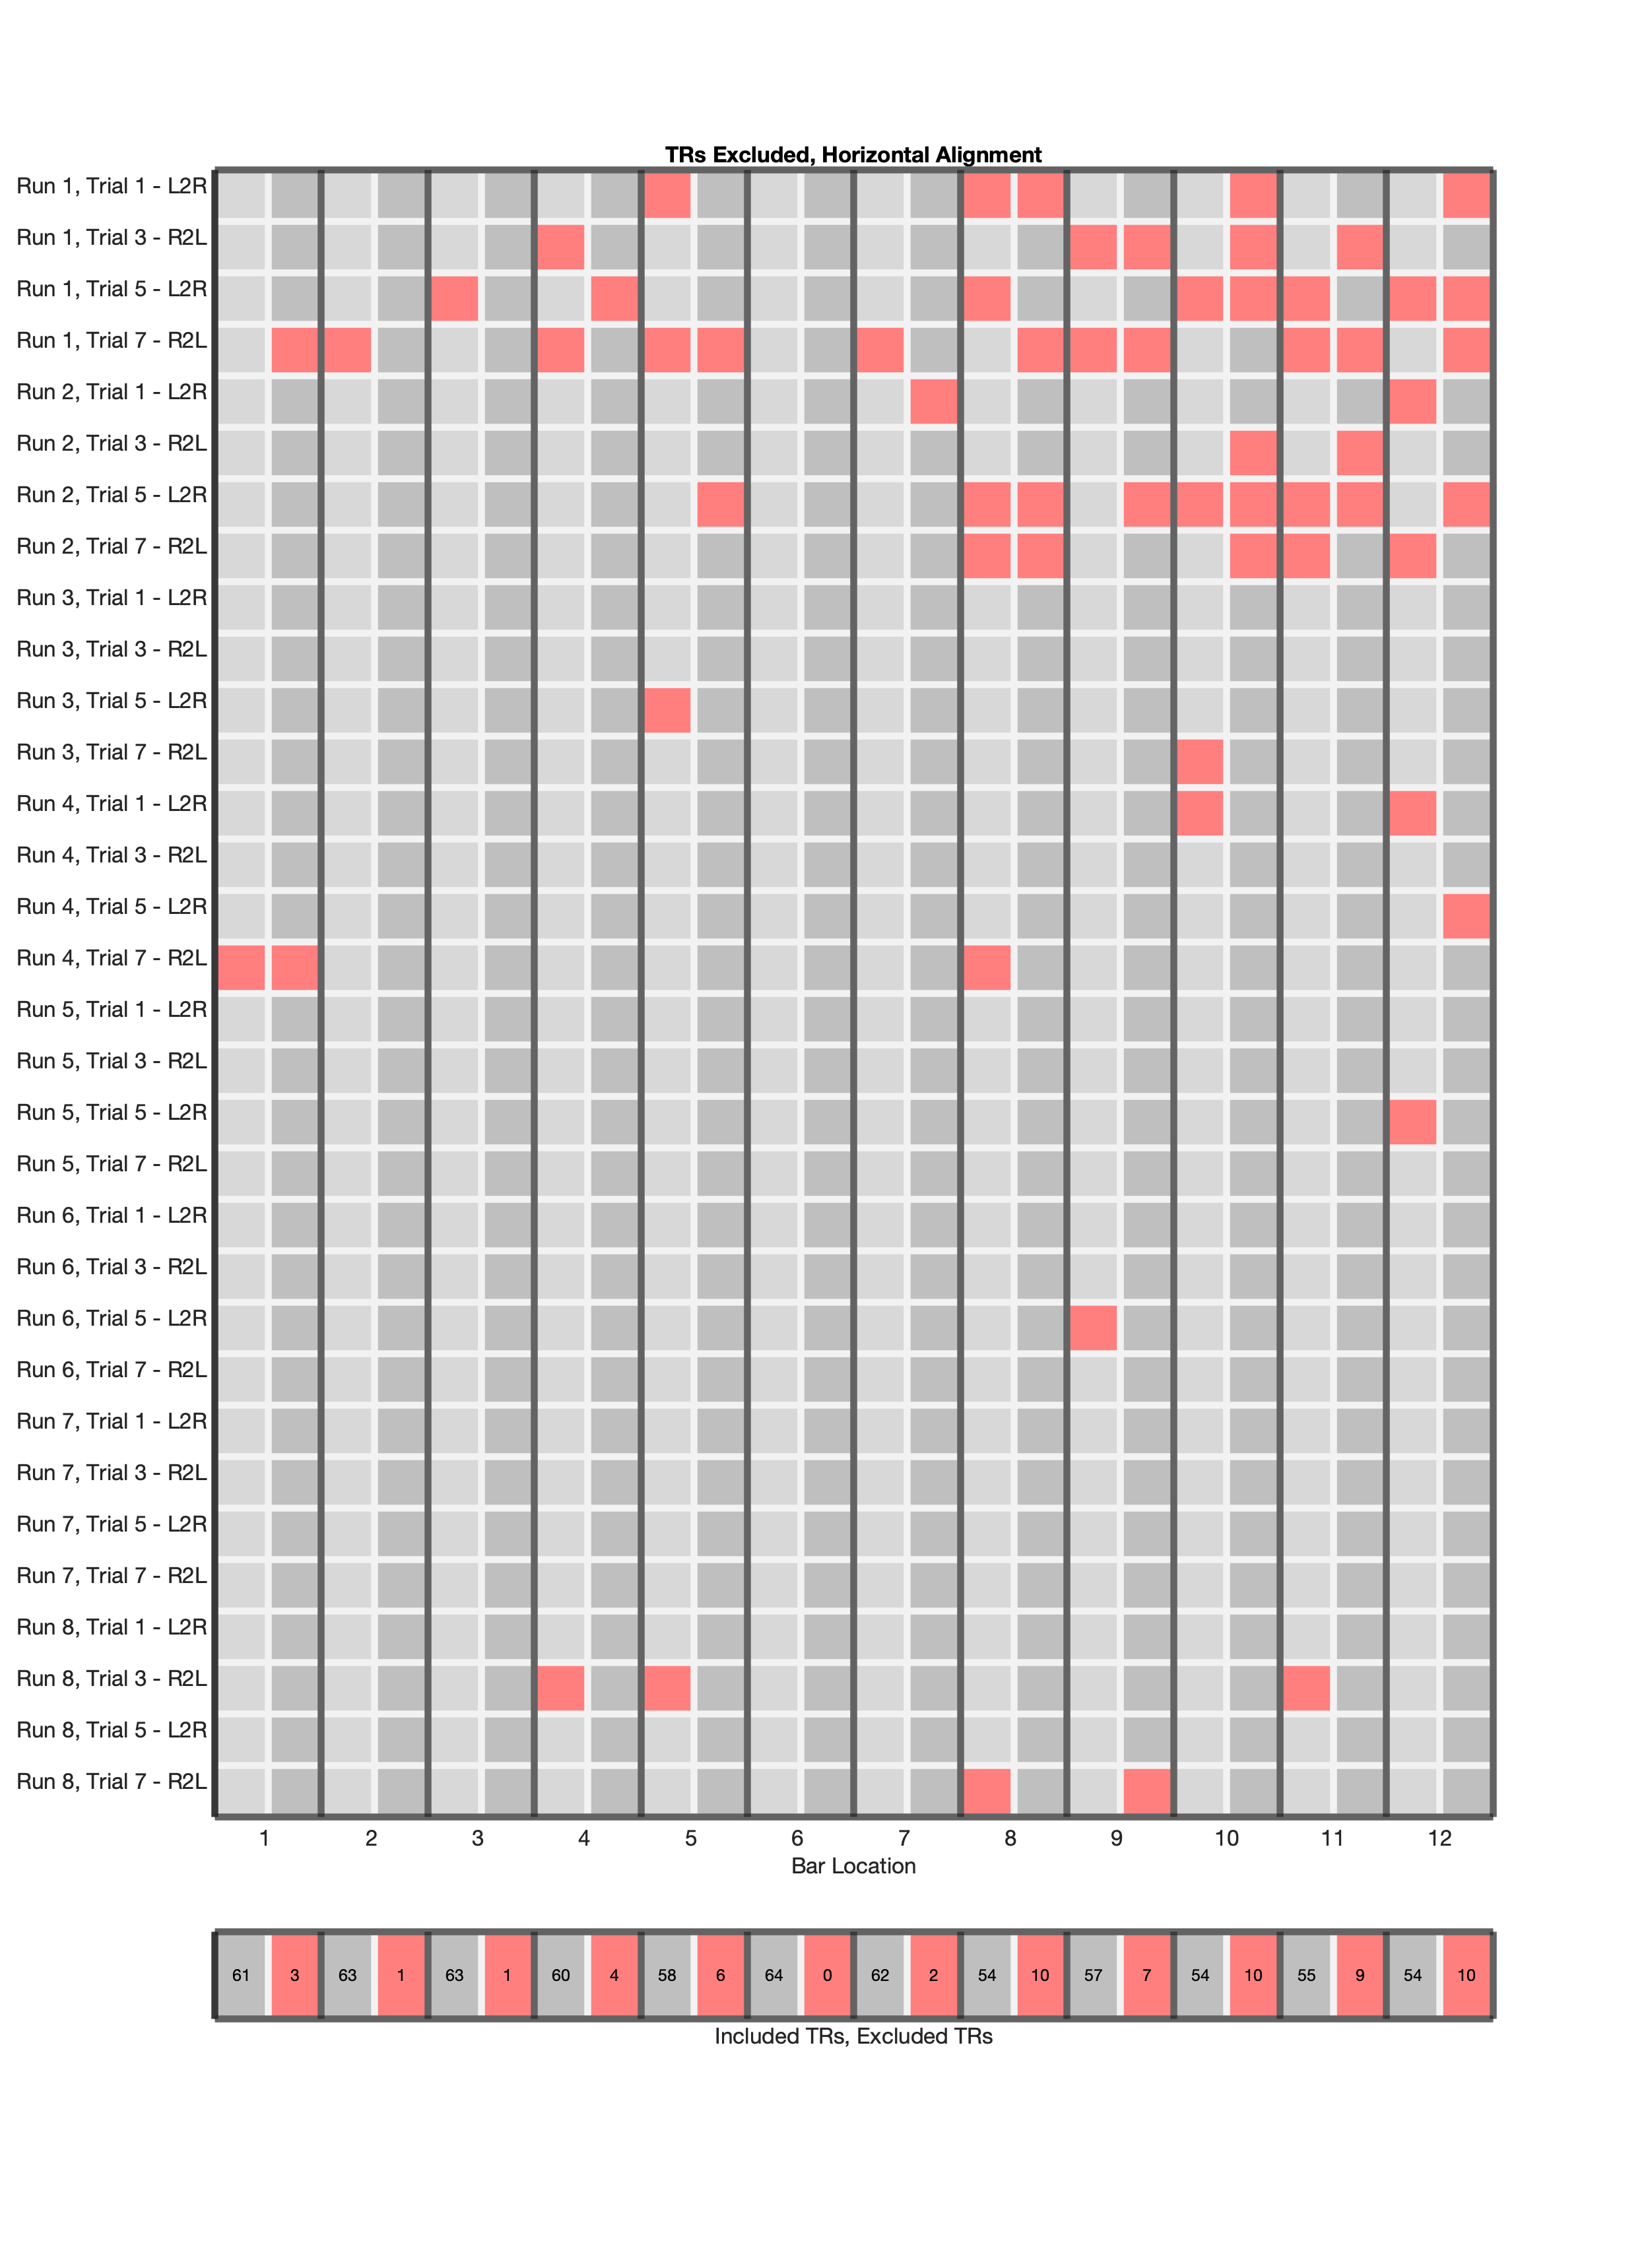 TRs Excluded, Horizontal Alignment
Run 1, Trial 1 - L2R
Run 1, Trial 3 - R2L
Run 1, Trial 5 - L2R
Run 1, Trial 7 - R2L
Run 2, Trial 1 - L2R
Run 2, Trial 3 - R2L
Run 2, Trial 5 - L2R
Run 2, Trial 7 - R2L
Run 3, Trial 1 - L2R
Run 3, Trial 3 - R2L
Run 3, Trial 5 - L2R
Run 3, Trial 7 - R2L
Run 4, Trial 1 - L2R
Run 4, Trial 3 - R2L
Run 4, Trial 5 - L2R
Run 4, Trial 7 - R2L
Run 5, Trial 1 - L2R
Run 5, Trial 3 - R2L
Run 5, Trial 5 - L2R
Run 5, Trial 7 - R2L
Run 6, Trial 1 - L2R
Run 6, Trial 3 - R2L
Run 6, Trial 5 - L2R
Run 6, Trial 7 - R2L
Run 7, Trial 1 - L2R
Run 7, Trial 3 - R2L
Run 7, Trial 5 - L2R
Run 7, Trial 7 - R2L
Run 8, Trial 1 - L2R
Run 8, Trial 3 - R2L
Run 8, Trial 5 - L2R
Run 8, Trial 7 - R2L
1 2 3 4 5 6 7 8 9 10 11 12
Bar Location
61 3 63 1 63 1 60 4 58 6 64 0 62 2 54 10 57 7 54 10 55 9 54 10
Included TRs, Excluded TRs